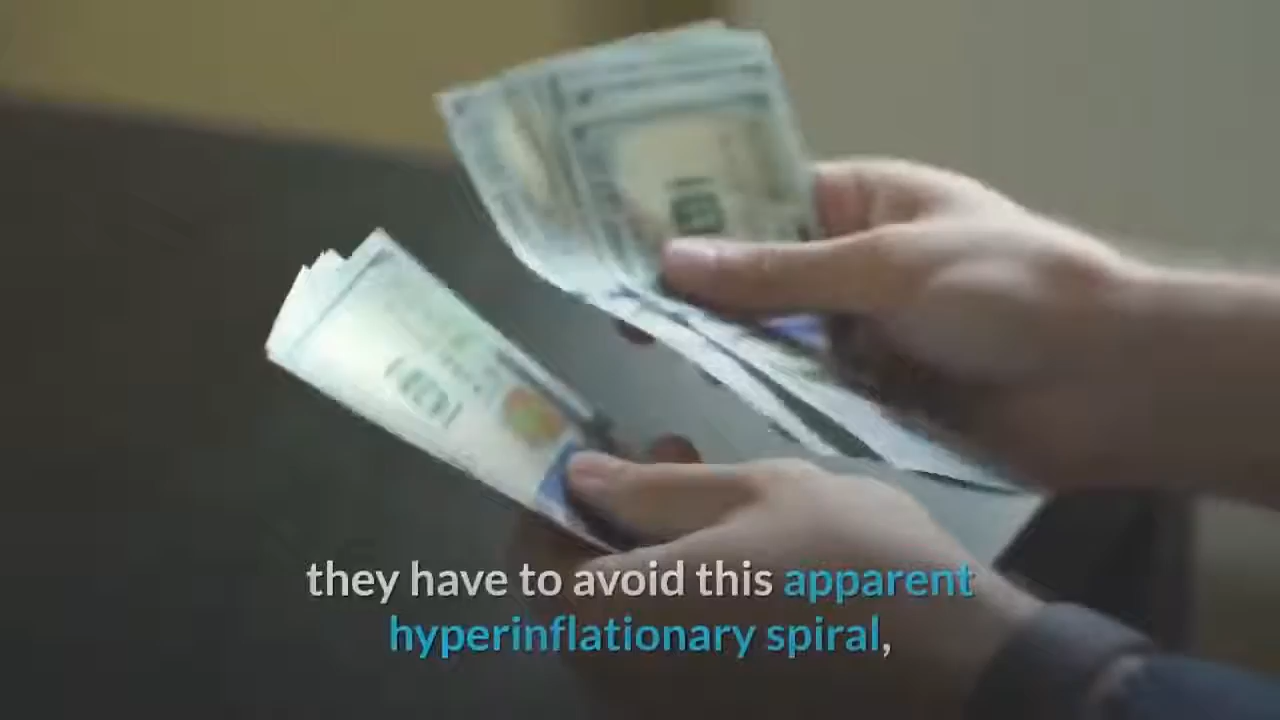 they have to avoid this apparent
hyperinflationary spiral,